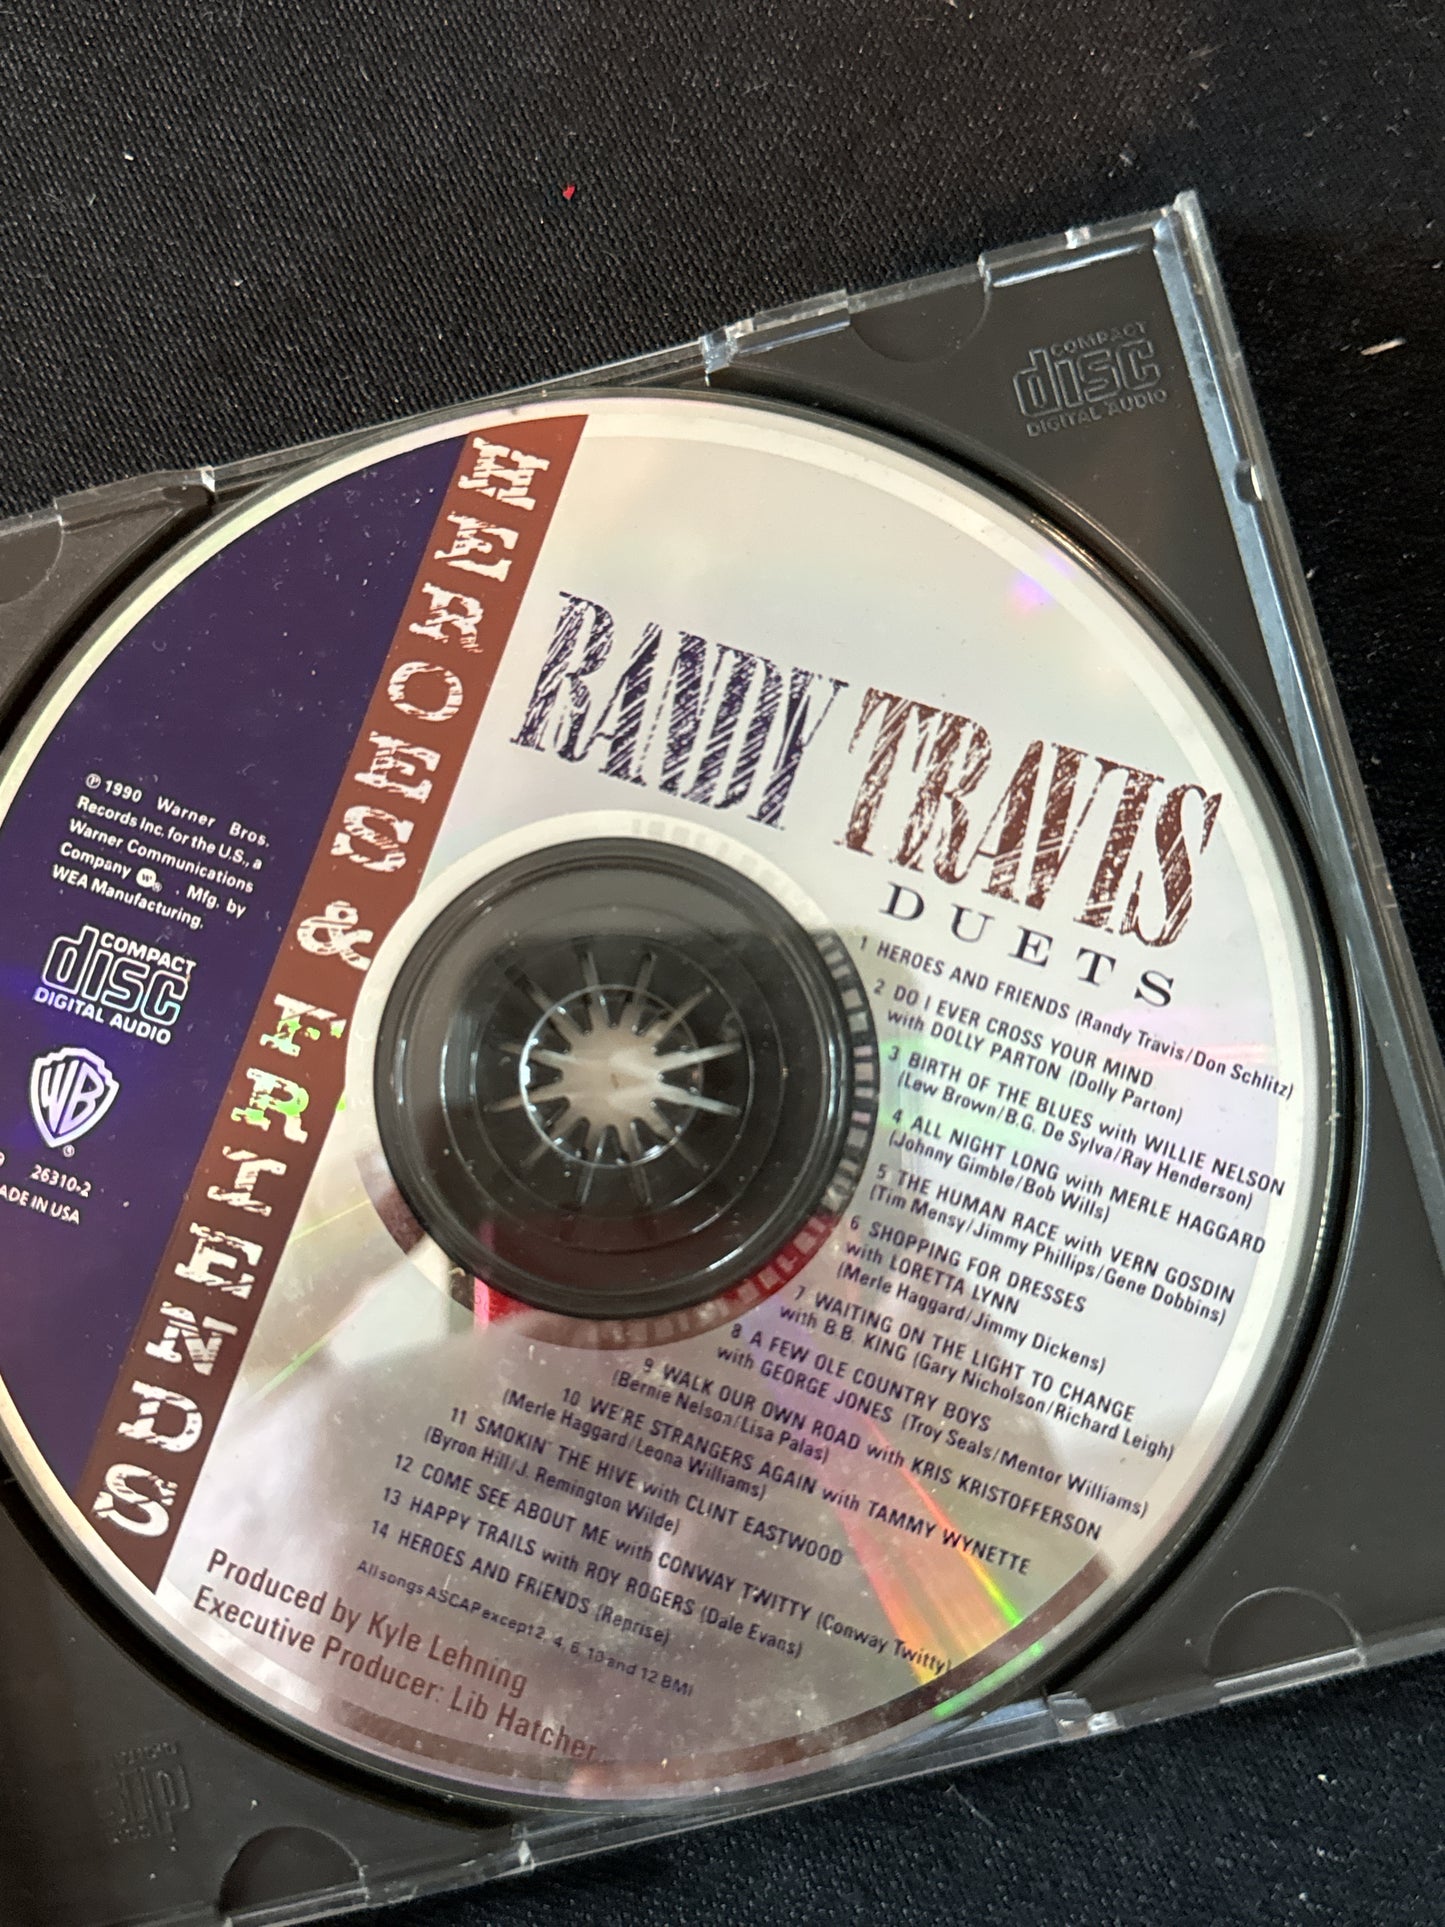 COMPACT
disc
DIGITAL AUDIO
HEROES & FRIENDS
RANDY TRAVIS
DUETS
℗ 1990 Warner Bros.
Records Inc. for the U.S., a
Warner Communications
Company W® . Mfg. by
WEA Manufacturing.
COMPACT
disc
DIGITAL AUDIO
WB
®
26310-2
ADE IN USA
1 HEROES AND FRIENDS (Randy Travis/Don Schlitz)
2 DO I EVER CROSS YOUR MIND
with DOLLY PARTON (Dolly Parton)
3 BIRTH OF THE BLUES with WILLIE NELSON
(Lew Brown/B.G. De Sylva/Ray Henderson)
4 ALL NIGHT LONG with MERLE HAGGARD
(Johnny Gimble/Bob Wills)
5 THE HUMAN RACE with VERN GOSDIN
(Tim Mensy/Jimmy Phillips/Gene Dobbins)
6 SHOPPING FOR DRESSES
with LORETTA LYNN
(Merle Haggard/Jimmy Dickens)
7 WAITING ON THE LIGHT TO CHANGE
with B.B. KING (Gary Nicholson/Richard Leigh)
8 A FEW OLE COUNTRY BOYS
with GEORGE JONES (Troy Seals/Mentor Williams)
9 WALK OUR OWN ROAD with KRIS KRISTOFFERSON
(Bernie Nelson/Lisa Palas)
10 WE'RE STRANGERS AGAIN with TAMMY WYNETTE
(Merle Haggard/Leona Williams)
11 SMOKIN' THE HIVE with CLINT EASTWOOD
(Byron Hill/J. Remington Wilde)
12 COME SEE ABOUT ME with CONWAY TWITTY (Conway Twitty)
13 HAPPY TRAILS with ROY ROGERS (Dale Evans)
14 HEROES AND FRIENDS (Reprise)
All songs ASCAP except 2, 4, 6, 10 and 12 BMI
Produced by Kyle Lehning
Executive Producer: Lib Hatcher